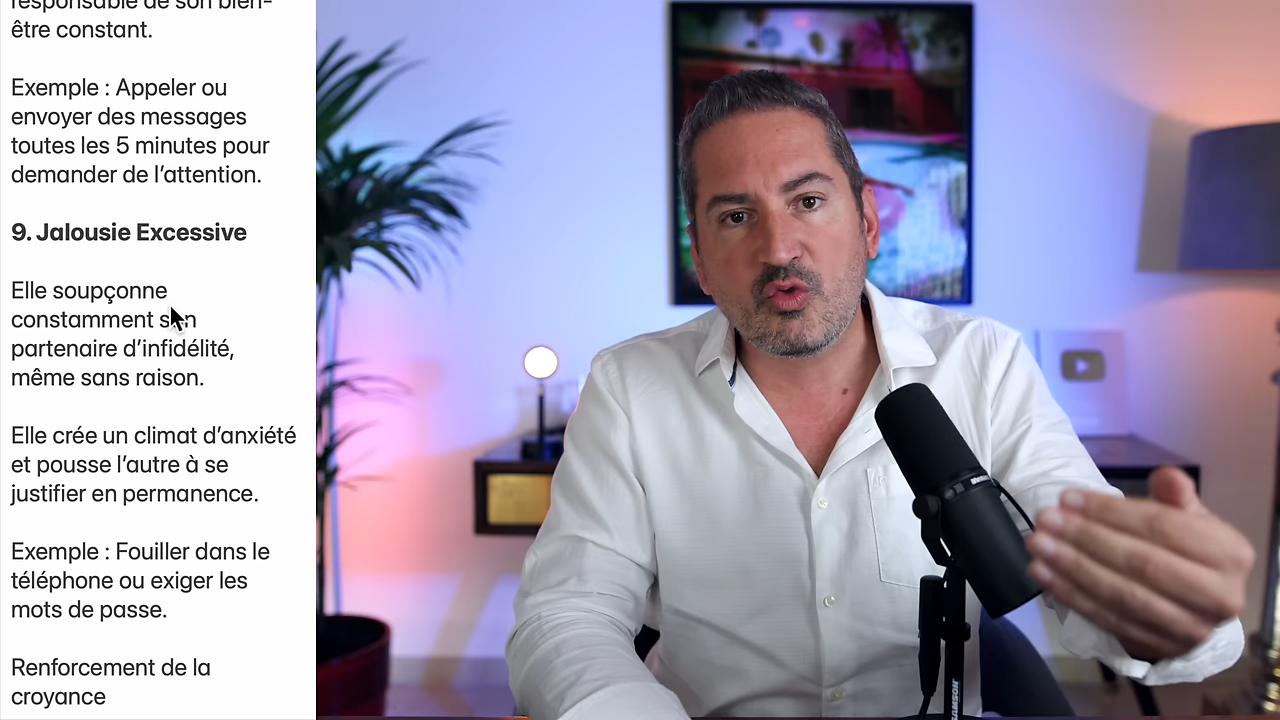 être constant.
Exemple : Appeler ou
envoyer des messages
toutes les 5 minutes pour
demander de l’attention.
9. Jalousie Excessive
Elle soupçonne
constamment son
partenaire d’infidélité,
même sans raison.
Elle crée un climat d’anxiété
et pousse l’autre à se
justifier en permanence.
Exemple : Fouiller dans le
téléphone ou exiger les
mots de passe.
Renforcement de la
croyance
SAMSON